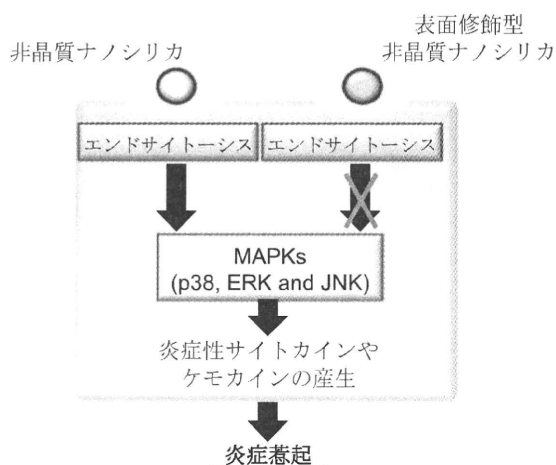 表面修飾型
非晶質ナノシリカ
非晶質ナノシリカ
エンドサイトーシス
エンドサイトーシス
MAPKs
(p38, ERK and JNK)
炎症性サイトカインや
ケモカインの産生
炎症惹起